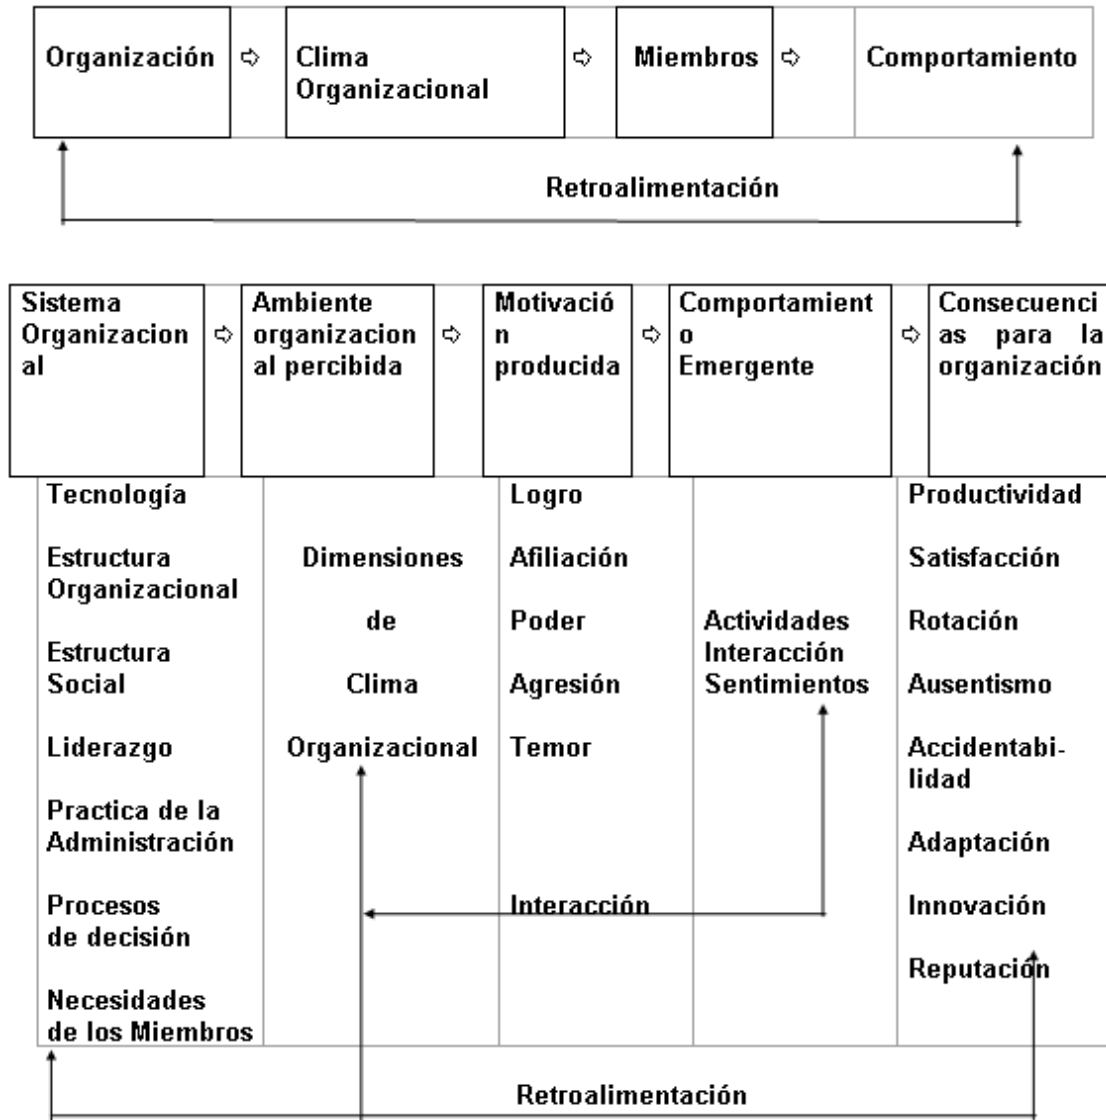 Organización ⇨ Clima ⇨ Miembros ⇨ Comportamiento
Organizacional
Retroalimentación
Sistema
Organizacion
al
⇨
Ambiente
organizacion
al percibida
⇨
Motivació
n
producida
⇨
Comportamient
o
Emergente
⇨
Consecuenci
as para la
organización
Tecnología
Estructura
Organizacional
Estructura
Social
Liderazgo
Practica de la
Administración
Procesos
de decisión
Necesidades
de los Miembros
Dimensiones
de
Clima
Organizacional
Logro
Afiliación
Poder
Agresión
Temor
Interacción
Actividades
Interacción
Sentimientos
Productividad
Satisfacción
Rotación
Ausentismo
Accidentabi-
lidad
Adaptación
Innovación
Reputación
Retroalimentación